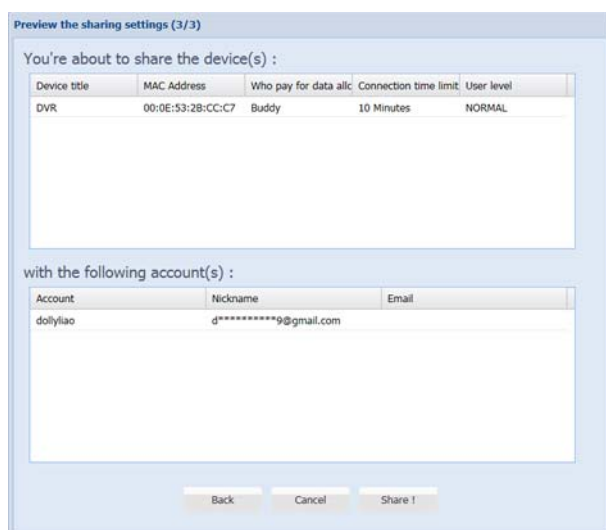 Preview the sharing settings (3/3)
You're about to share the device(s) :
Device title MAC Address Who pay for data allc Connection time limit User level
DVR 00:0E:53:2B:CC:C7 Buddy 10 Minutes NORMAL
with the following account(s) :
Account Nickname Email
dollyliao d**********9@gmail.com
Back Cancel Share !